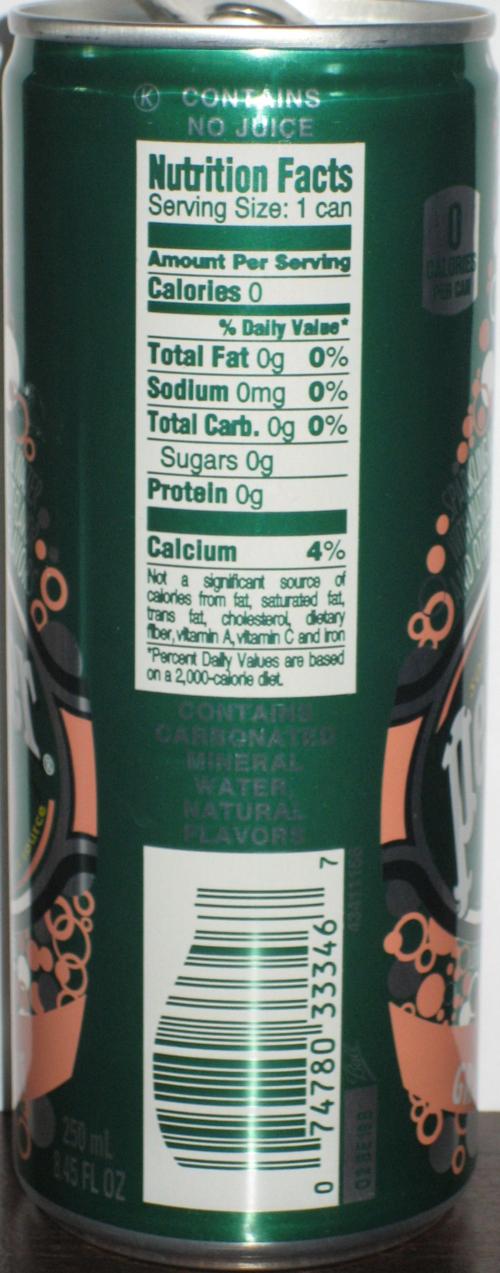 K CONTAINS
NO JUICE
Nutrition Facts
Serving Size: 1 can
Amount Per Serving
Calories 0
% Daily Value*
Total Fat 0g 0%
Sodium 0mg 0%
Total Carb. 0g 0%
Sugars 0g
Protein 0g
Calcium 4%
Not a significant source of
calories from fat, saturated fat,
trans fat, cholesterol, dietary
fiber, vitamin A, vitamin C and iron
*Percent Daily Values are based
on a 2,000-calorie diet.
CONTAINS
CARBONATED
MINERAL
WATER,
NATURAL
FLAVORS
0 74780 33346 7
250 mL
8.45 FL OZ
0
CALORIES
PER CAN
ource
®